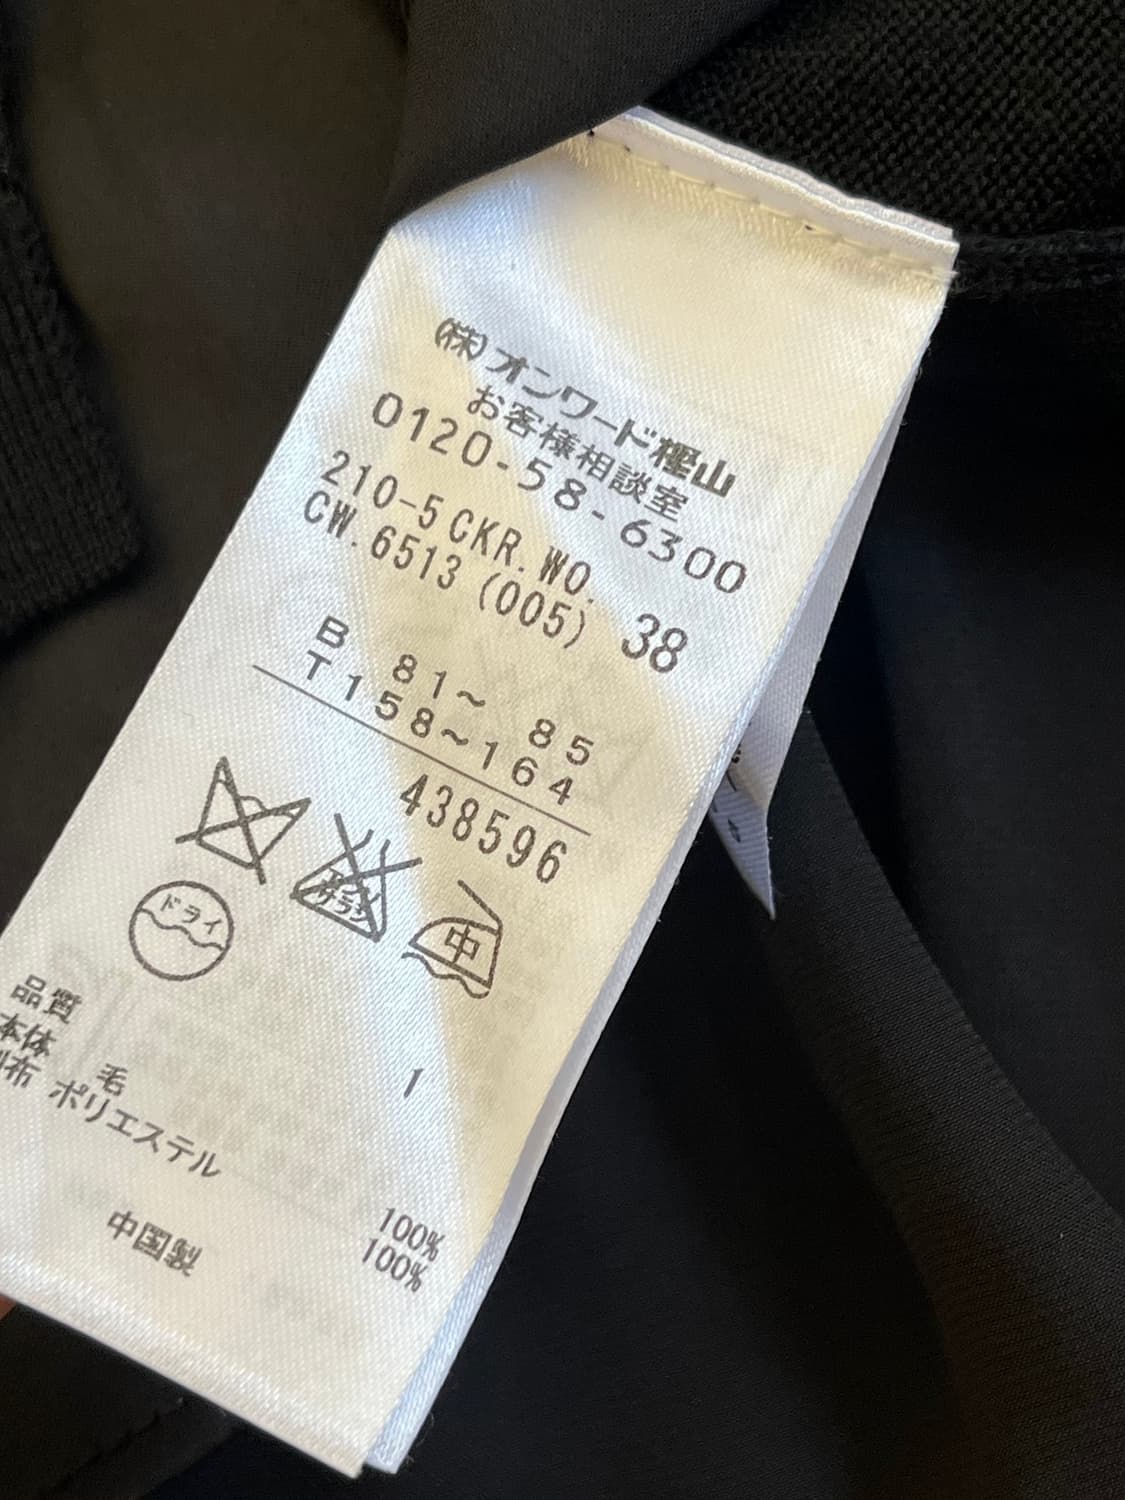 (株)オンワード樫山
お客様相談室
0120-58-6300
210-5 CKR.WO.
CW.6513 (005) 38
B 81〜 85
T158〜164
438596
中
ドライ
品質 1
本体 毛 100%
別布 ポリエステル 100%
中国製